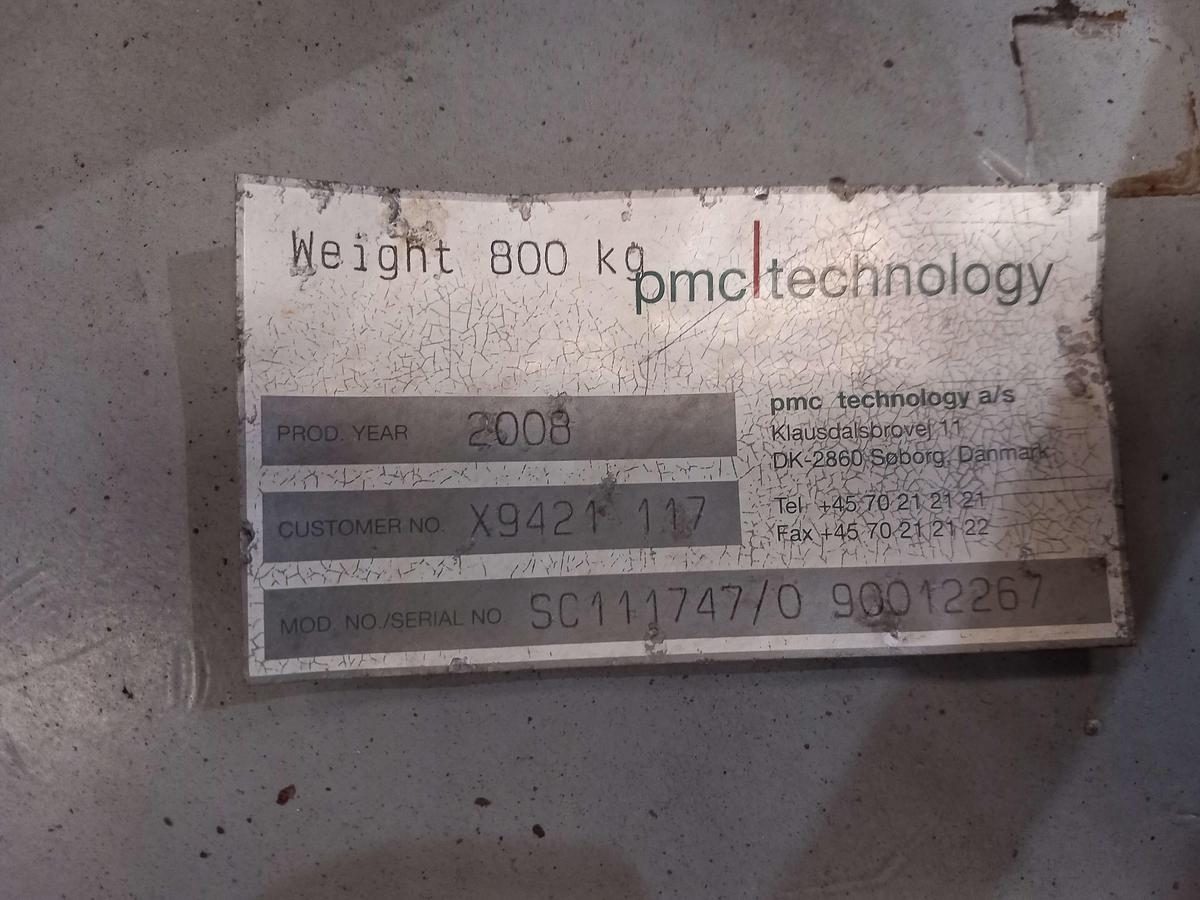 Weight 800 kg
pmc technology
PROD. YEAR 2008
CUSTOMER NO. X9421 117
MOD. NO./SERIAL NO SC111747/0 90012267
pmc technology a/s
Klausdalsbrovej 11
DK-2860 Søborg, Danmark
Tel +45 70 21 21 21
Fax +45 70 21 21 22